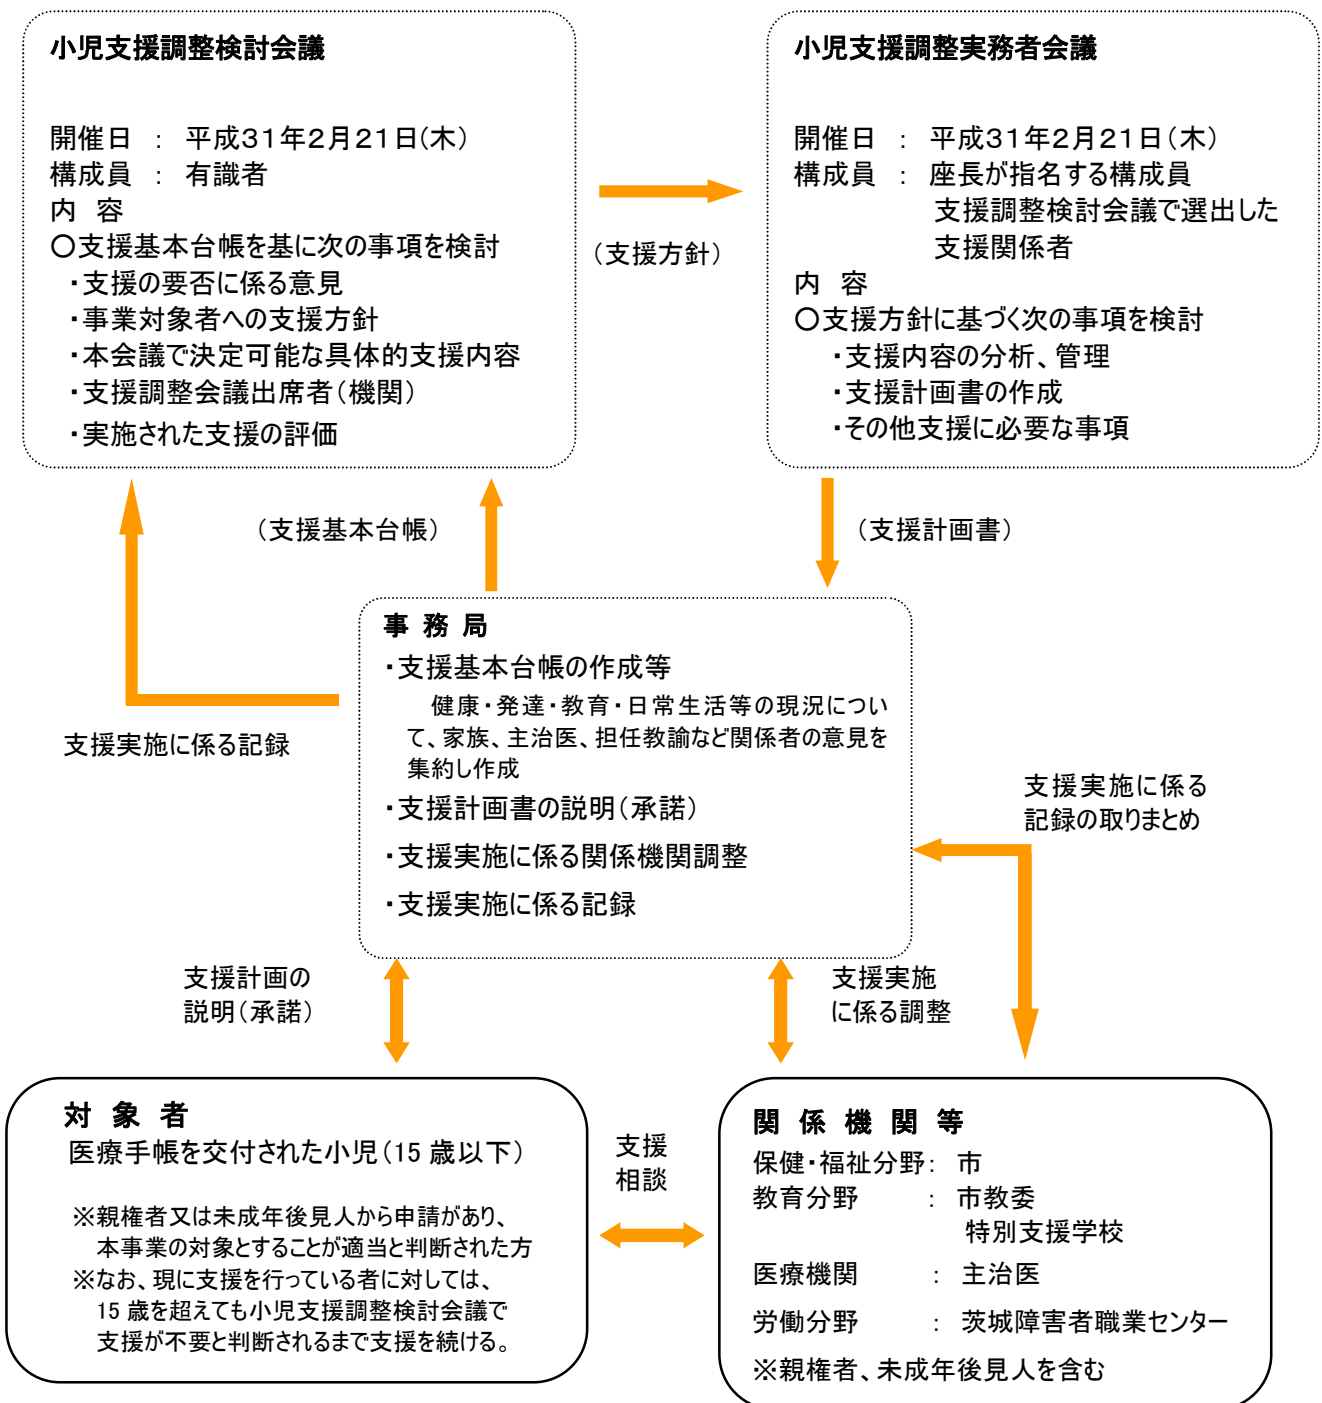 小児支援調整検討会議
開催日 : 平成31年2月21日(木)
構成員 : 有識者
内 容
○支援基本台帳を基に次の事項を検討
・支援の要否に係る意見
・事業対象者への支援方針
・本会議で決定可能な具体的支援内容
・支援調整会議出席者(機関)
・実施された支援の評価
(支援方針)
小児支援調整実務者会議
開催日 : 平成31年2月21日(木)
構成員 : 座長が指名する構成員
支援調整検討会議で選出した
支援関係者
内 容
○支援方針に基づく次の事項を検討
・支援内容の分析、管理
・支援計画書の作成
・その他支援に必要な事項
(支援基本台帳)
(支援計画書)
支援実施に係る記録
事 務 局
・支援基本台帳の作成等
健康・発達・教育・日常生活等の現況につい
て、家族、主治医、担任教諭など関係者の意見を
集約し作成
・支援計画書の説明(承諾)
・支援実施に係る関係機関調整
・支援実施に係る記録
支援実施に係る
記録の取りまとめ
支援計画の
説明(承諾)
支援実施
に係る調整
対 象 者
医療手帳を交付された小児(15 歳以下)
※親権者又は未成年後見人から申請があり、
本事業の対象とすることが適当と判断された方
※なお、現に支援を行っている者に対しては、
15 歳を超えても小児支援調整検討会議で
支援が不要と判断されるまで支援を続ける。
支援
相談
関 係 機 関 等
保健・福祉分野: 市
教育分野 : 市教委
特別支援学校
医療機関 : 主治医
労働分野 : 茨城障害者職業センター
※親権者、未成年後見人を含む